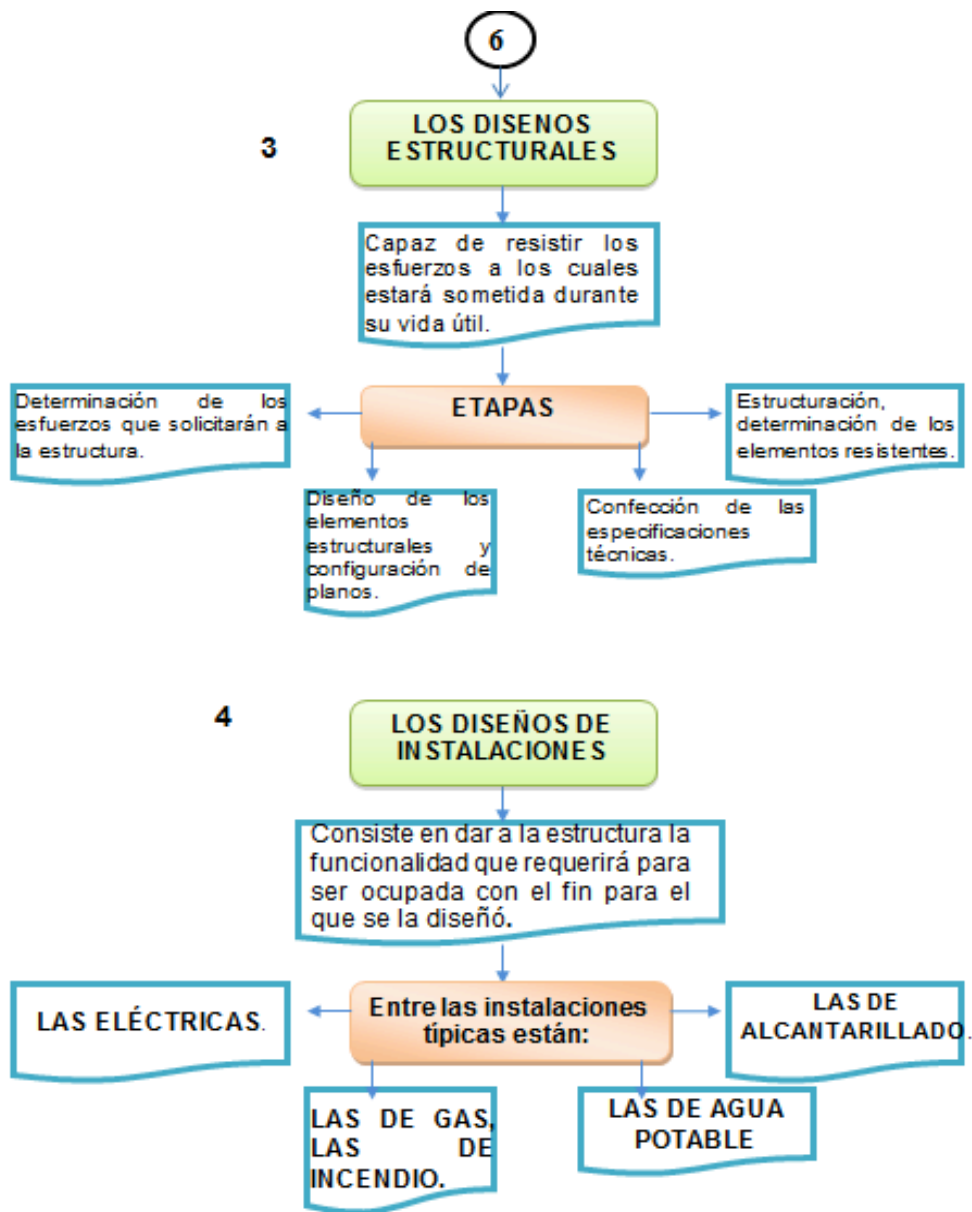 6
3
LOS DISENOS
ESTRUCTURALES
Capaz de resistir los
esfuerzos a los cuales
estará sometida durante
su vida útil.
ETAPAS
Determinación de los
esfuerzos que solicitarán a
la estructura.
Estructuración,
determinación de los
elementos resistentes.
Diseño de los
elementos
estructurales y
configuración de
planos.
Confección de las
especificaciones
técnicas.
4
LOS DISEÑOS DE
INSTALACIONES
Consiste en dar a la estructura la
funcionalidad que requerirá para
ser ocupada con el fin para el
que se la diseñó.
Entre las instalaciones
típicas están:
LAS ELÉCTRICAS.
LAS DE
ALCANTARILLADO.
LAS DE GAS,
LAS DE
INCENDIO.
LAS DE AGUA
POTABLE